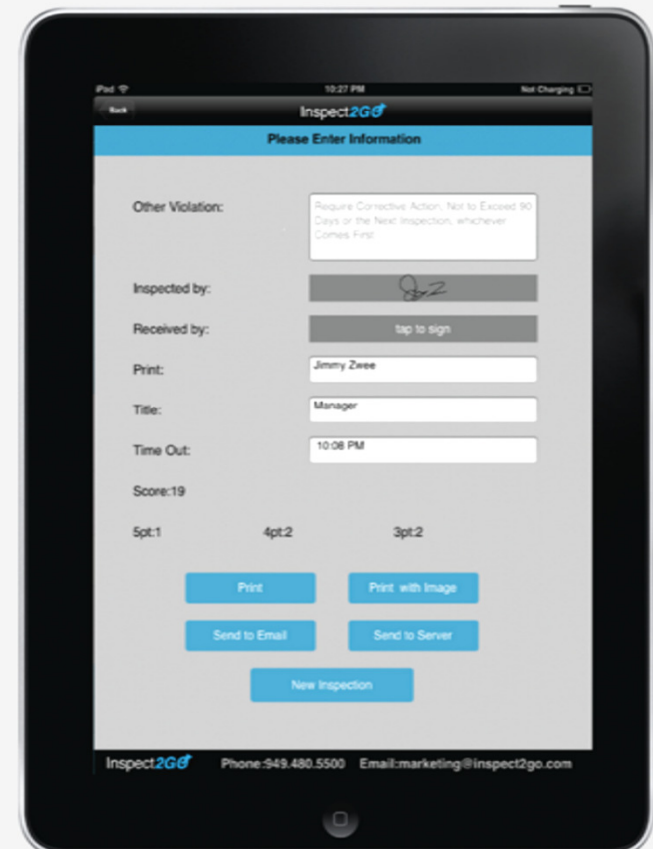 iPad 10:27 PM Not Charging
Back Inspect2GO
Please Enter Information
Other Violation: Require Corrective Action. Not to Exceed 90
Days or the Next Inspection, whichever
Comes First
Inspected by:
Received by: tap to sign
Print: Jimmy Zwee
Title: Manager
Time Out: 10:08 PM
Score:19
5pt:1 4pt:2 3pt:2
Print Print with Image
Send to Email Send to Server
New Inspection
Inspect2GO Phone:949.480.5500 Email:marketing@inspect2go.com